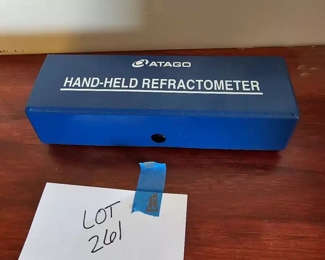 ATAGO
HAND-HELD REFRACTOMETER
LOT
261